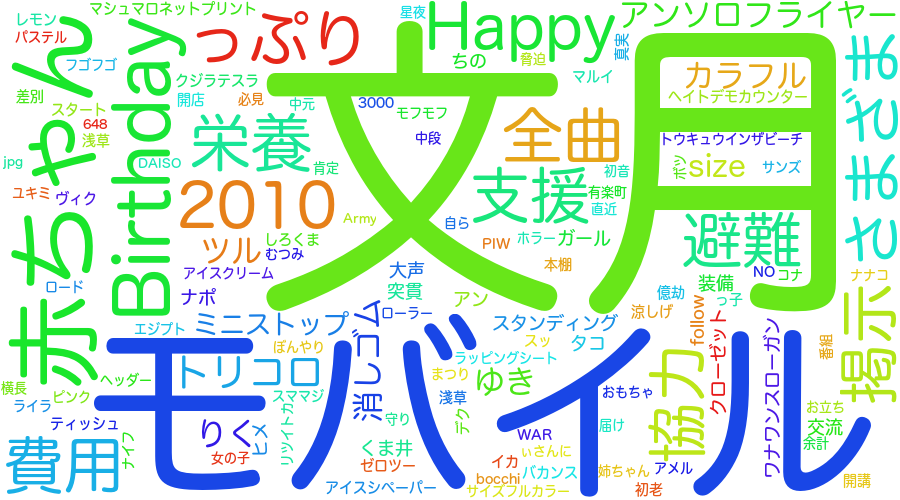 レモン
マシュマロネットプリント
星夜
Happy
アンソロフライヤー
パステル
っぷり
ちの
脅迫
真実
さまざま
赤ちゃん
Birthday
フゴフゴ
クジラテスラ
マルイ
カラフル
差別
開店
必見
中元
3000
モフモフ
ヘイトデモカウンター
スタート
648
浅草
栄養
中段
全曲
文月
トウキュウインザビーチ
jpg
DAISO
肯定
初音
ポツ
size
サンズ
ユキミ
ヴィク
2010
支援
有楽町
直近
Army
自ら
避難
ツル
しろくま
むつみ
PIW
ホラー
ガール
アイスクリーム
大声
本棚
装備
NO
コナ
ナナコ
ロード
ナポ
突貫
アン
億劫
っ子
掲示
エジプト
ミニストップ
ローラー
スタンディング
涼しげ
follow
ぼんやり
消しゴム
スッ
タコ
クローゼット
ワナワンスローガン
番組
モバイル
横長
ヘッダー
トリコロ
ラッピングシート
協力
ピンク
まつり
ゆき
ライラ
スママジ
リツイトカ
淺草
おもちゃ
お立ち
ティッシュ
りく
ヒメ
守り
デク
届け
交流
費用
ナイフ
女の子
くま井
WAR
いさんに
余計
ゼロツー
イカ
バカンス
姉ちゃん
アメル
bocchi
アイスシペーパー
サイズフルカラー
初老
開講